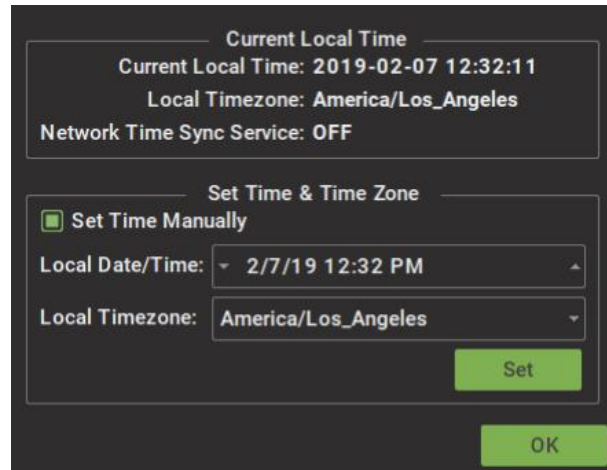 Current Local Time
Current Local Time: 2019-02-07 12:32:11
Local Timezone: America/Los_Angeles
Network Time Sync Service: OFF
Set Time & Time Zone
Set Time Manually
Local Date/Time: 2/7/19 12:32 PM
Local Timezone: America/Los_Angeles
Set
OK